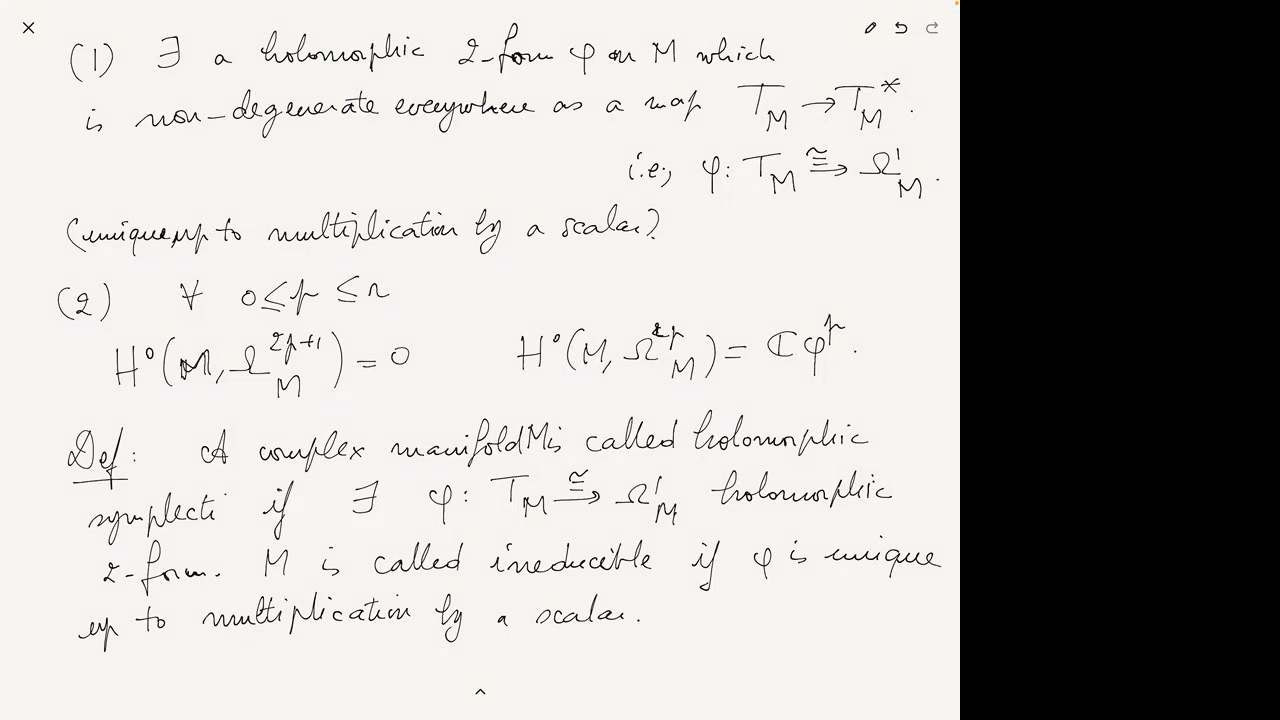 (1) ∃ a holomorphic 2-form φ on M which
is non-degenerate everywhere as a map T_M → T_M^*.
i.e., φ: T_M ≅→ Ω^1_M.
(unique up to multiplication by a scalar?
(2) ∀ 0 ≤ p ≤ r
H^0(M, Ω^{2p+1}_M) = 0 H^0(M, Ω^{2p}_M) = ℂφ^p.
Def: A complex manifold M is called holomorphic
symplecti if ∃ φ: T_M ≅→ Ω^1_M holomorphic
2-form. M is called irreducible if φ is unique
up to multiplication by a scalar.